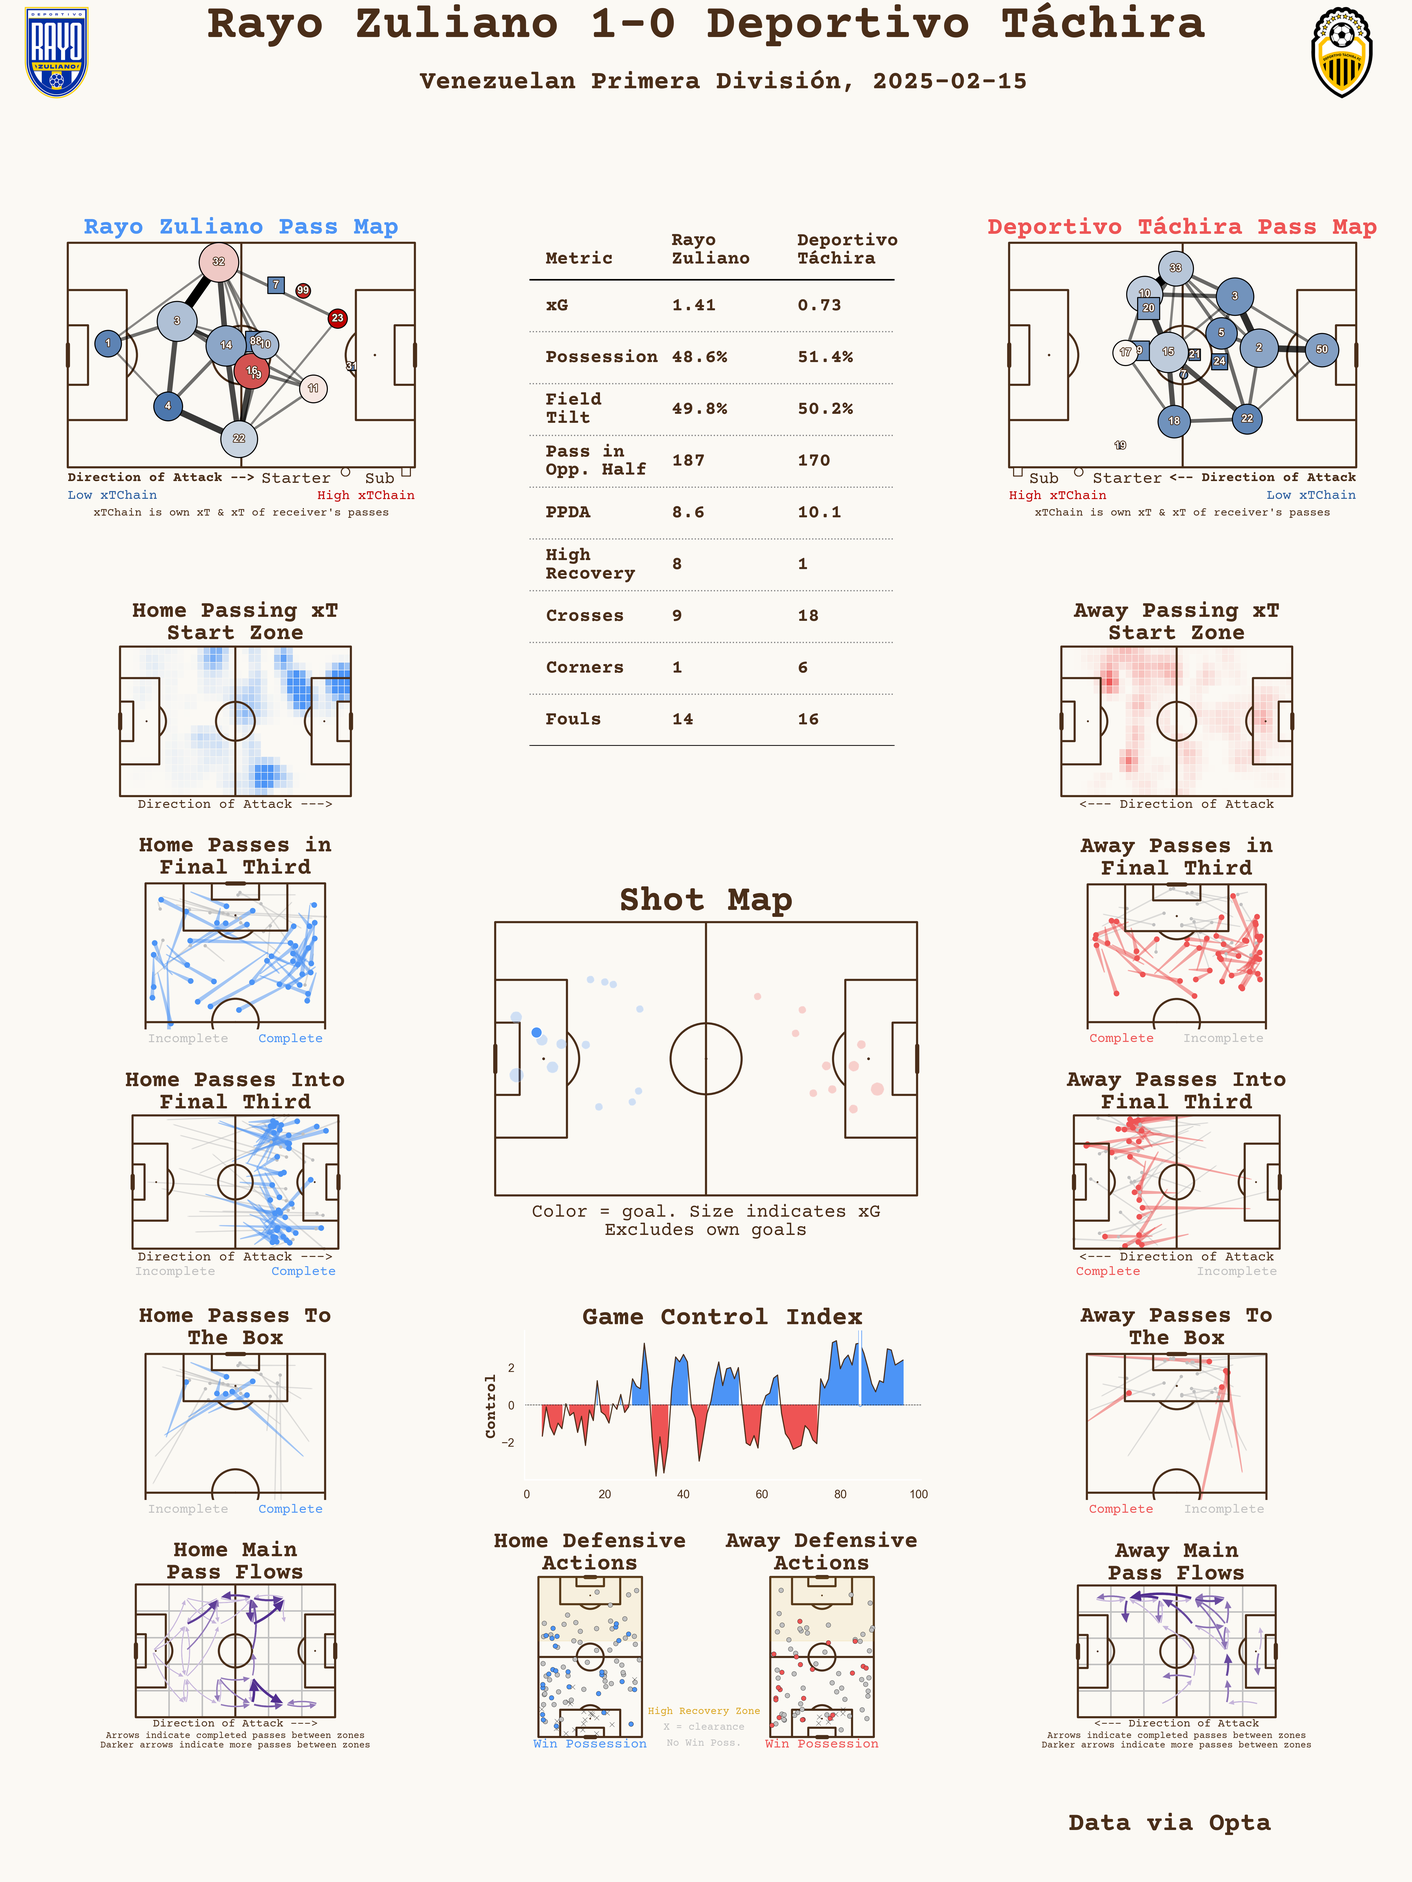 Rayo Zuliano 1-0 Deportivo Táchira
Venezuelan Primera División, 2025-02-15
DEPORTIVO
RAYO
ZULIANO
Rayo Zuliano Pass Map
32
7
99
23
3
1
14
88
10
31
16
19
11
4
22
Direction of Attack --> Starter Sub
Low xTChain High xTChain
xTChain is own xT & xT of receiver's passes
Metric Rayo Zuliano Deportivo Táchira
xG 1.41 0.73
Possession 48.6% 51.4%
Field Tilt 49.8% 50.2%
Pass in Opp. Half 187 170
PPDA 8.6 10.1
High Recovery 8 1
Crosses 9 18
Corners 1 6
Fouls 14 16
Deportivo Táchira Pass Map
33
10
3
20
5
17
9
15
21
24
2
50
7
18
22
19
Sub Starter <-- Direction of Attack
High xTChain Low xTChain
xTChain is own xT & xT of receiver's passes
Home Passing xT
Start Zone
Direction of Attack --->
Away Passing xT
Start Zone
<--- Direction of Attack
Home Passes in
Final Third
Incomplete Complete
Away Passes in
Final Third
Complete Incomplete
Shot Map
Color = goal. Size indicates xG
Excludes own goals
Home Passes Into
Final Third
Direction of Attack --->
Incomplete Complete
Away Passes Into
Final Third
<--- Direction of Attack
Complete Incomplete
Home Passes To
The Box
Incomplete Complete
Game Control Index
Control
2
0
−2
0 20 40 60 80 100
Away Passes To
The Box
Complete Incomplete
Home Main
Pass Flows
Direction of Attack --->
Arrows indicate completed passes between zones
Darker arrows indicate more passes between zones
Home Defensive
Actions
Win Possession
High Recovery Zone
X = clearance
No Win Poss.
Away Defensive
Actions
Win Possession
Away Main
Pass Flows
<--- Direction of Attack
Arrows indicate completed passes between zones
Darker arrows indicate more passes between zones
Data via Opta